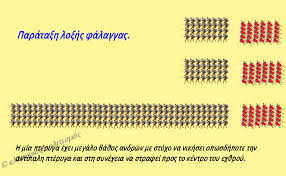 Παράταξη λοξής φάλαγγας.
Η μία πτέρυγα έχει μεγάλο βάθος ανδρών με στόχο να νικήσει οπωσδήποτε την
αντίπαλη πτέρυγα και στη συνέχεια να στραφεί προς το κέντρο του εχθρού.